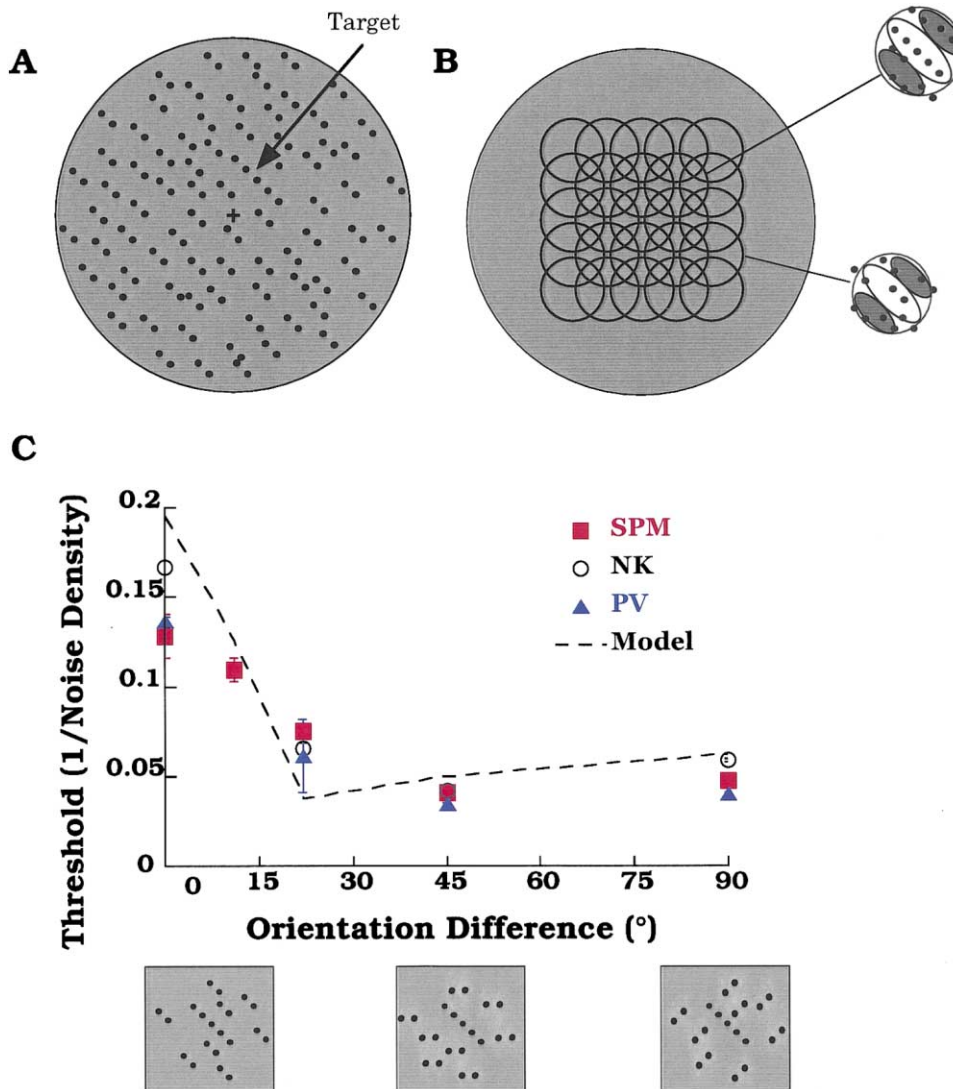 Target
A
B
C
Threshold (1/Noise Density)
0.2
0.15
0.1
0.05
0
SPM
NK
PV
Model
0 15 30 45 60 75 90
Orientation Difference (°)